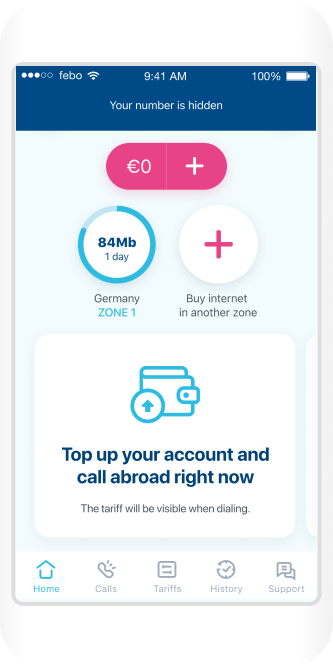 febo 9:41 AM 100%
Your number is hidden
€0
84Mb
1 day
Germany
ZONE 1
Buy internet
in another zone
Top up your account and
call abroad right now
The tariff will be visible when dialing.
Home Calls Tariffs History Support